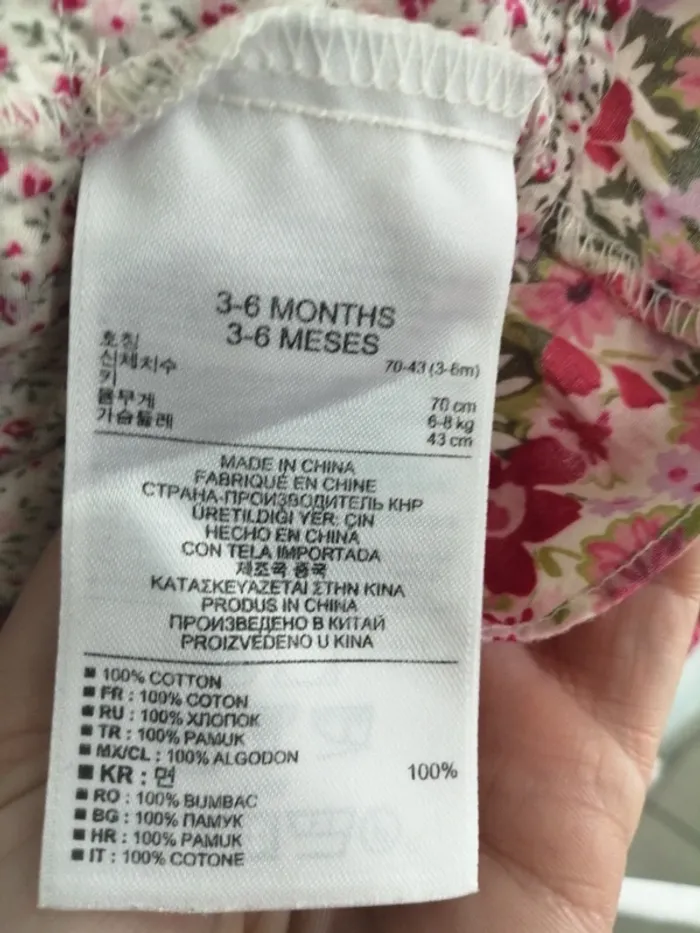 3-6 MONTHS
3-6 MESES
호칭
신체치수 70-43 (3-6m)
키 70 cm
몸무게 6-8 kg
가슴둘레 43 cm
MADE IN CHINA
FABRIQUÉ EN CHINE
СТРАНА-ПРОИЗВОДИТЕЛЬ КНР
ÜRETILDIĞI YER: ÇIN
HECHO EN CHINA
CON TELA IMPORTADA
제조국 중국
ΚΑΤΑΣΚΕΥΑΖΕΤΑΙ ΣΤΗΝ ΚΙΝΑ
PRODUS IN CHINA
ПРОИЗВЕДЕНО В КИТАЙ
PROIZVEDENO U KINA
■ 100% COTTON
■ FR : 100% COTON
■ RU : 100% ХЛОПОК
■ TR : 100% PAMUK
■ MX/CL : 100% ALGODON
■ KR : 면 100%
■ RO : 100% BUMBAC
■ BG : 100% ПАМУК
■ HR : 100% PAMUK
■ IT : 100% COTONE